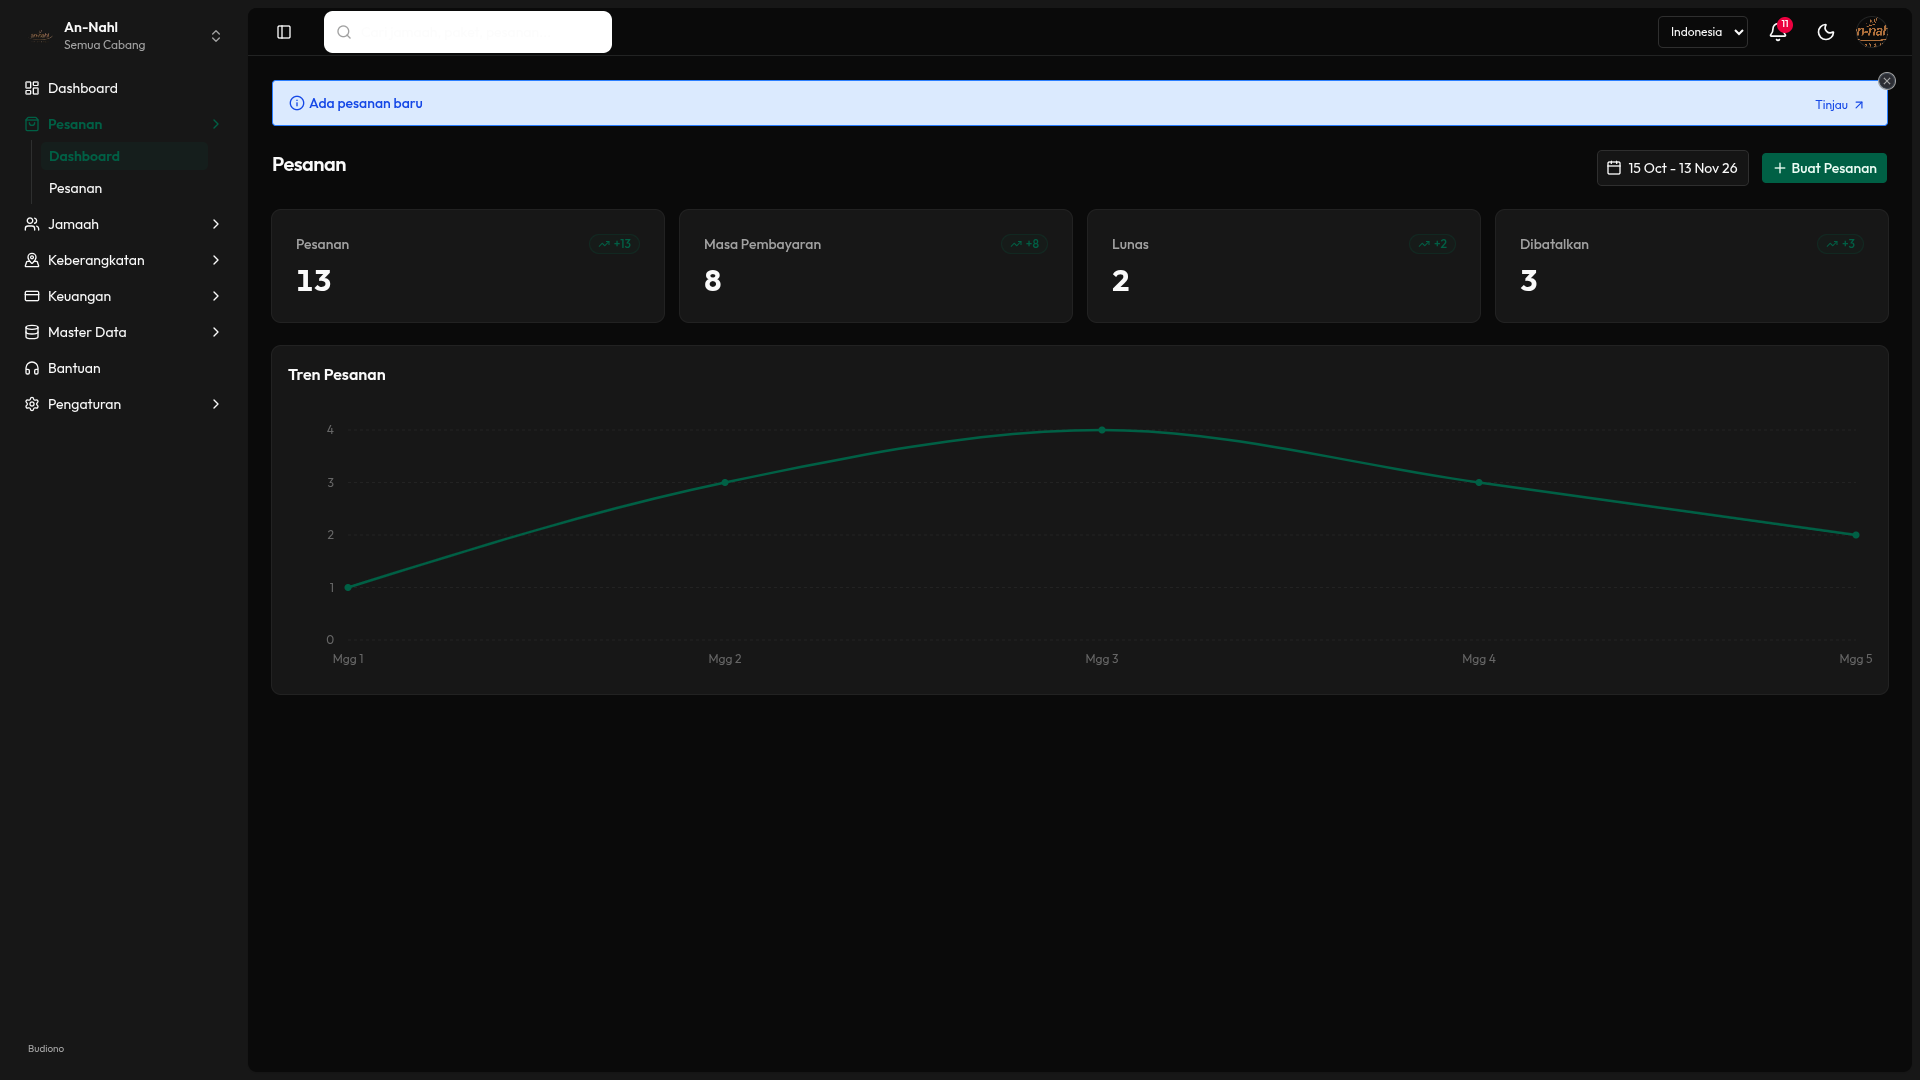 An-Nahl
Semua Cabang
Dashboard
Pesanan
Dashboard
Pesanan
Jamaah
Keberangkatan
Keuangan
Master Data
Bantuan
Pengaturan
Budiono
Indonesia
11
n-nah
Ada pesanan baru
Tinjau
Pesanan
15 Oct - 13 Nov 26
Buat Pesanan
Pesanan
+13
13
Masa Pembayaran
+8
8
Lunas
+2
2
Dibatalkan
+3
3
Tren Pesanan
4
3
2
1
0
Mgg 1
Mgg 2
Mgg 3
Mgg 4
Mgg 5